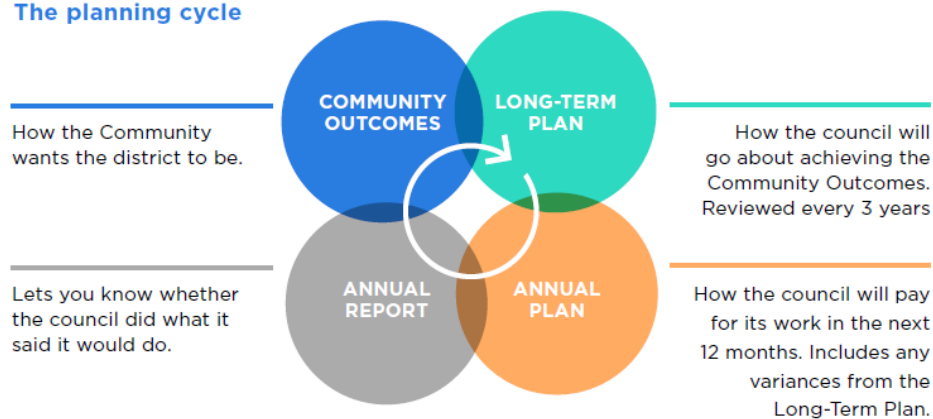 The planning cycle
COMMUNITY
OUTCOMES
LONG-TERM
PLAN
How the Community
wants the district to be.
How the council will
go about achieving the
Community Outcomes.
Reviewed every 3 years
ANNUAL
REPORT
ANNUAL
PLAN
Lets you know whether
the council did what it
said it would do.
How the council will pay
for its work in the next
12 months. Includes any
variances from the
Long-Term Plan.